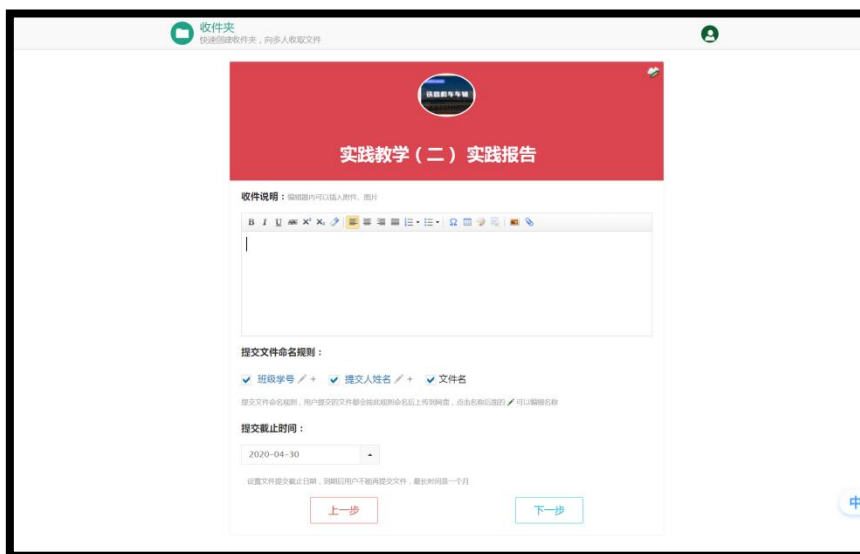 收件夹
快速创建收件夹，向多人收取文件
铁道机车车辆
实践教学（二） 实践报告
收件说明：编辑器内可以插入附件、图片
B I U ABC X² X₂ Ω
提交文件命名规则：
班级学号 + 提交人姓名 + 文件名
提交文件命名规则，用户提交的文件都会按此规则命名后上传到网盘，点击名称后面的 可以编辑名称
提交截止时间：
2020-04-30
设置文件提交截止日期，到期后用户不能再提交文件，最长时间是一个月
上一步 下一步
中